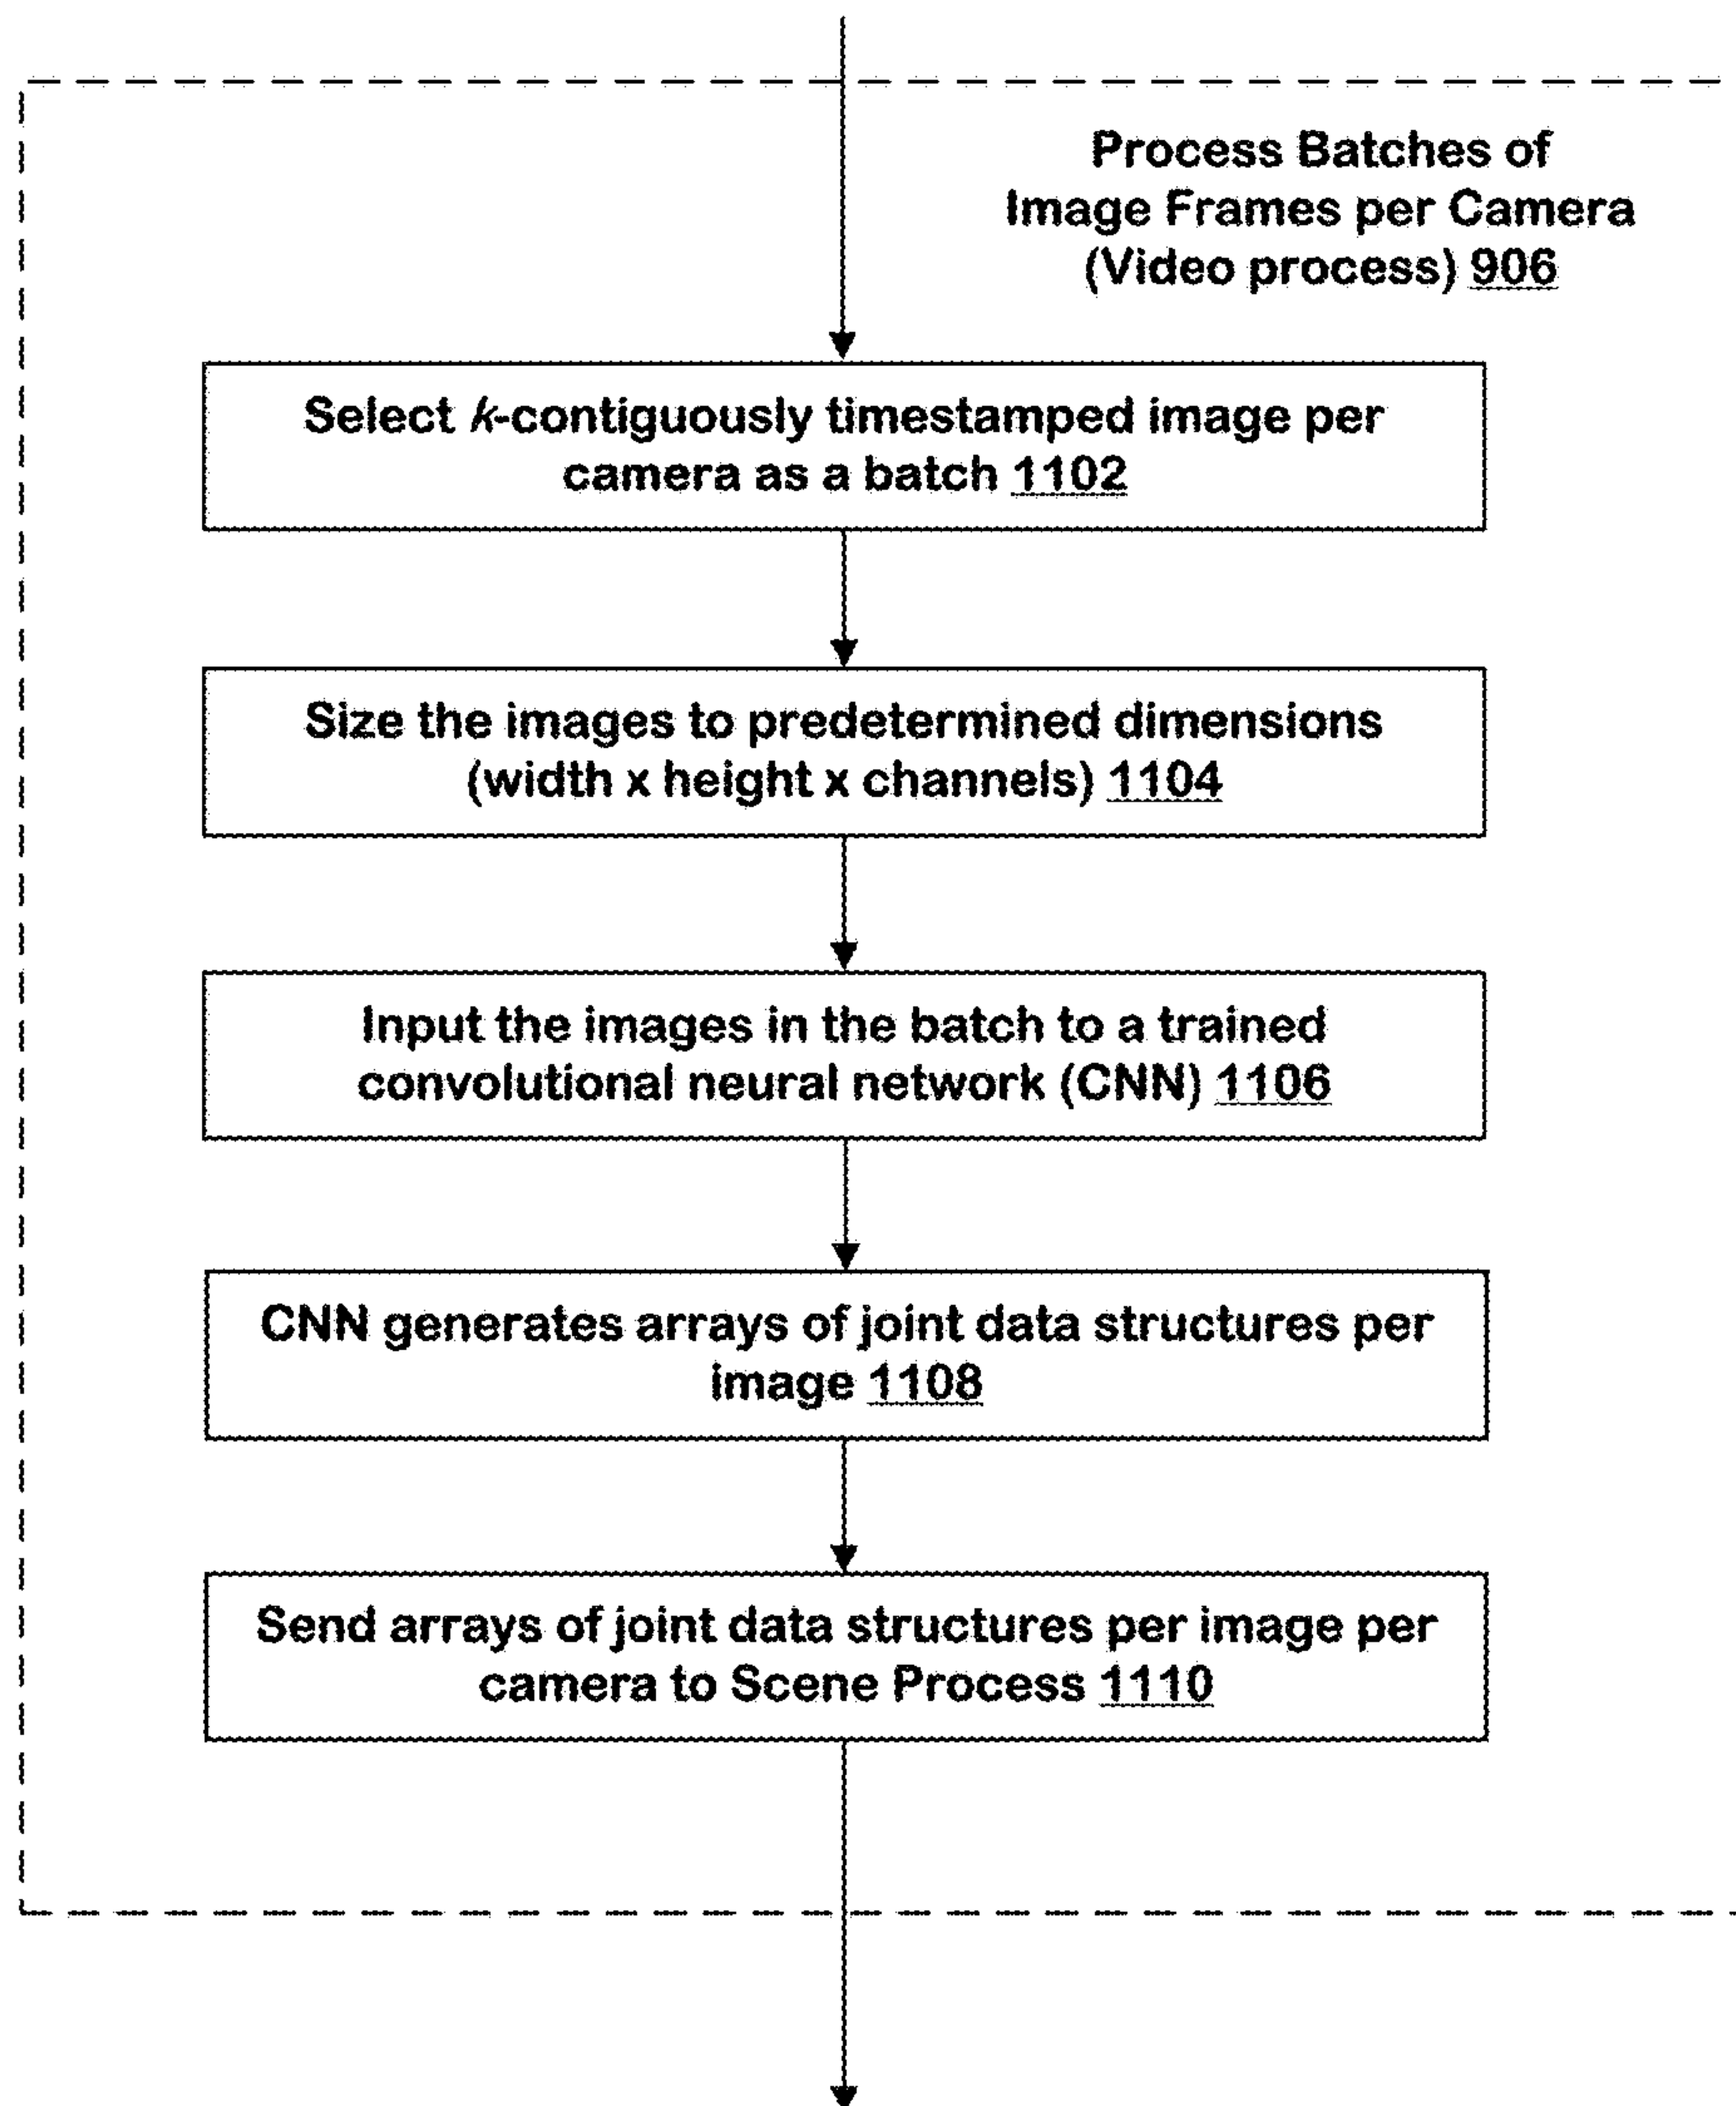 Process Batches of
Image Frames per Camera
(Video process) 906
Select k-contiguously timestamped image per
camera as a batch 1102
Size the images to predetermined dimensions
(width x height x channels) 1104
Input the images in the batch to a trained
convolutional neural network (CNN) 1106
CNN generates arrays of joint data structures per
image 1108
Send arrays of joint data structures per image per
camera to Scene Process 1110